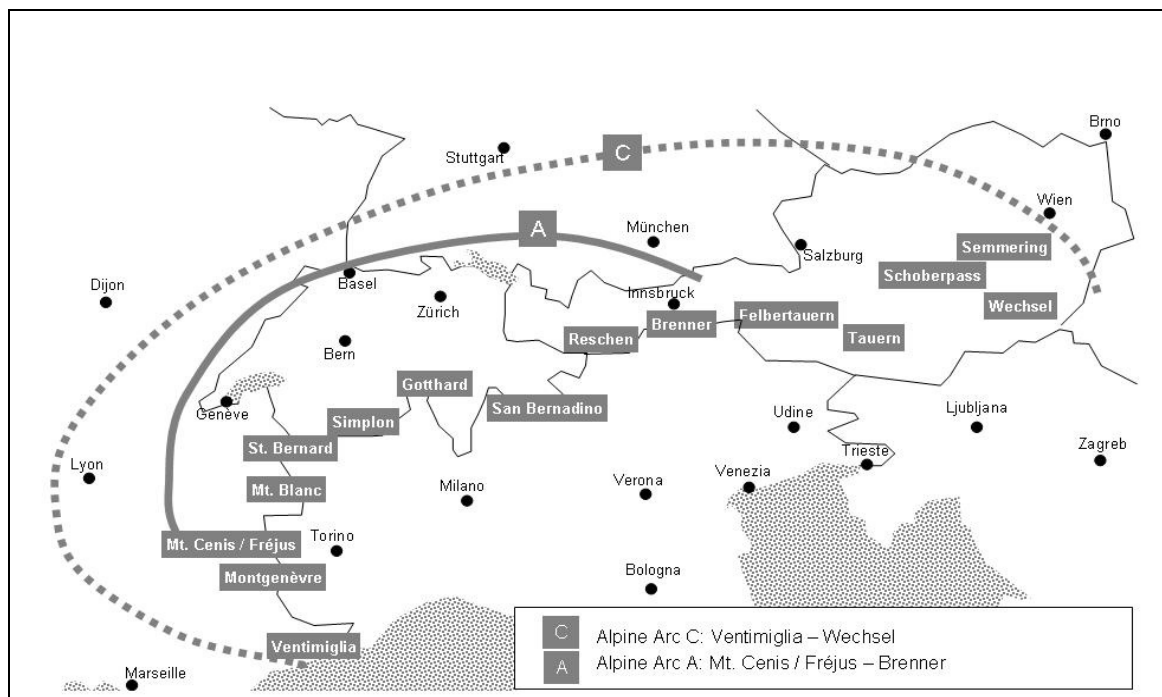 Brno
C
Stuttgart
Wien
A
München
Semmering
Salzburg
Schoberpass
Dijon
Basel
Innsbruck
Zürich
Wechsel
Felbertauern
Brenner
Reschen
Tauern
Bern
Gotthard
Genève
San Bernadino
Simplon
Udine
Ljubljana
St. Bernard
Trieste
Zagreb
Lyon
Mt. Blanc
Milano
Verona
Venezia
Mt. Cenis / Fréjus
Torino
Montgenèvre
Bologna
Ventimiglia
Marseille
C Alpine Arc C: Ventimiglia – Wechsel
A Alpine Arc A: Mt. Cenis / Fréjus – Brenner